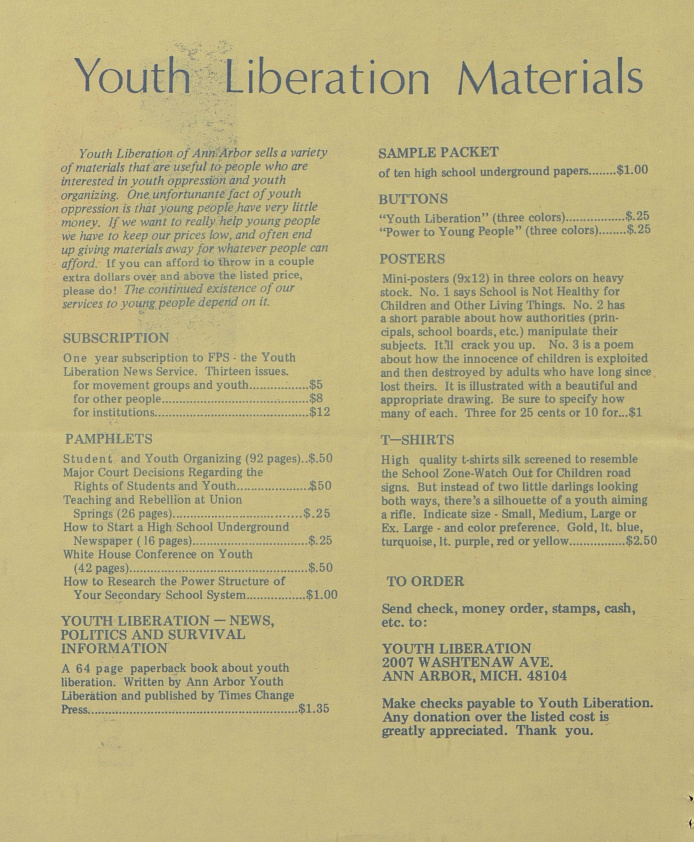 Youth Liberation Materials
Youth Liberation of Ann Arbor sells a variety
of materials that are useful to people who are
interested in youth oppression and youth
organizing. One unfortunante fact of youth
oppression is that young people have very little
money. If we want to really help young people
we have to keep our prices low, and often end
up giving materials away for whatever people can
afford. If you can afford to throw in a couple
extra dollars over and above the listed price,
please do! The continued existence of our
services to young people depend on it.
SUBSCRIPTION
One year subscription to FPS - the Youth
Liberation News Service. Thirteen issues.
for movement groups and youth..............$5
for other people...................................$8
for institutions....................................$12
PAMPHLETS
Student and Youth Organizing (92 pages)..$.50
Major Court Decisions Regarding the
Rights of Students and Youth.................$50
Teaching and Rebellion at Union
Springs (26 pages)..............................$.25
How to Start a High School Underground
Newspaper (16 pages)..........................$.25
White House Conference on Youth
(42 pages)..........................................$.50
How to Research the Power Structure of
Your Secondary School System..............$1.00
YOUTH LIBERATION — NEWS,
POLITICS AND SURVIVAL
INFORMATION
A 64 page paperback book about youth
liberation. Written by Ann Arbor Youth
Liberation and published by Times Change
Press..................................................$1.35
SAMPLE PACKET
of ten high school underground papers.......$1.00
BUTTONS
“Youth Liberation” (three colors)..............$.25
“Power to Young People” (three colors)......$.25
POSTERS
Mini-posters (9x12) in three colors on heavy
stock. No. 1 says School is Not Healthy for
Children and Other Living Things. No. 2 has
a short parable about how authorities (prin-
cipals, school boards, etc.) manipulate their
subjects. It'll crack you up. No. 3 is a poem
about how the innocence of children is exploited
and then destroyed by adults who have long since
lost theirs. It is illustrated with a beautiful and
appropriate drawing. Be sure to specify how
many of each. Three for 25 cents or 10 for...$1
T—SHIRTS
High quality t-shirts silk screened to resemble
the School Zone-Watch Out for Children road
signs. But instead of two little darlings looking
both ways, there's a silhouette of a youth aiming
a rifle. Indicate size - Small, Medium, Large or
Ex. Large - and color preference. Gold, lt. blue,
turquoise, lt. purple, red or yellow...............$2.50
TO ORDER
Send check, money order, stamps, cash,
etc. to:
YOUTH LIBERATION
2007 WASHTENAW AVE.
ANN ARBOR, MICH. 48104
Make checks payable to Youth Liberation.
Any donation over the listed cost is
greatly appreciated. Thank you.